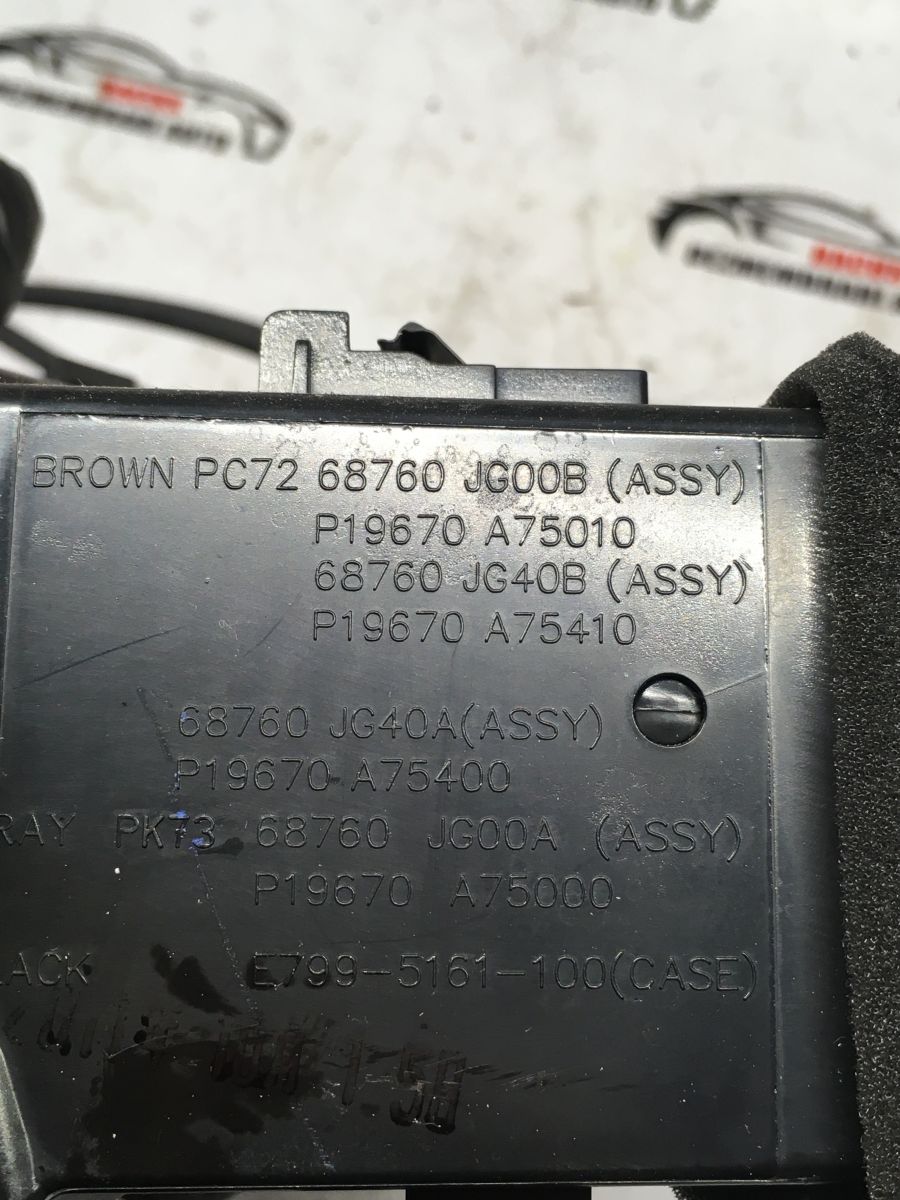 BROWN PC72 68760 JG00B (ASSY)
P19670 A75010
68760 JG40B (ASSY)
P19670 A75410
68760 JG40A(ASSY)
P19670 A75400
RAY PK73 68760 JG00A (ASSY)
P19670 A75000
ACK E799-5161-100(CASE)